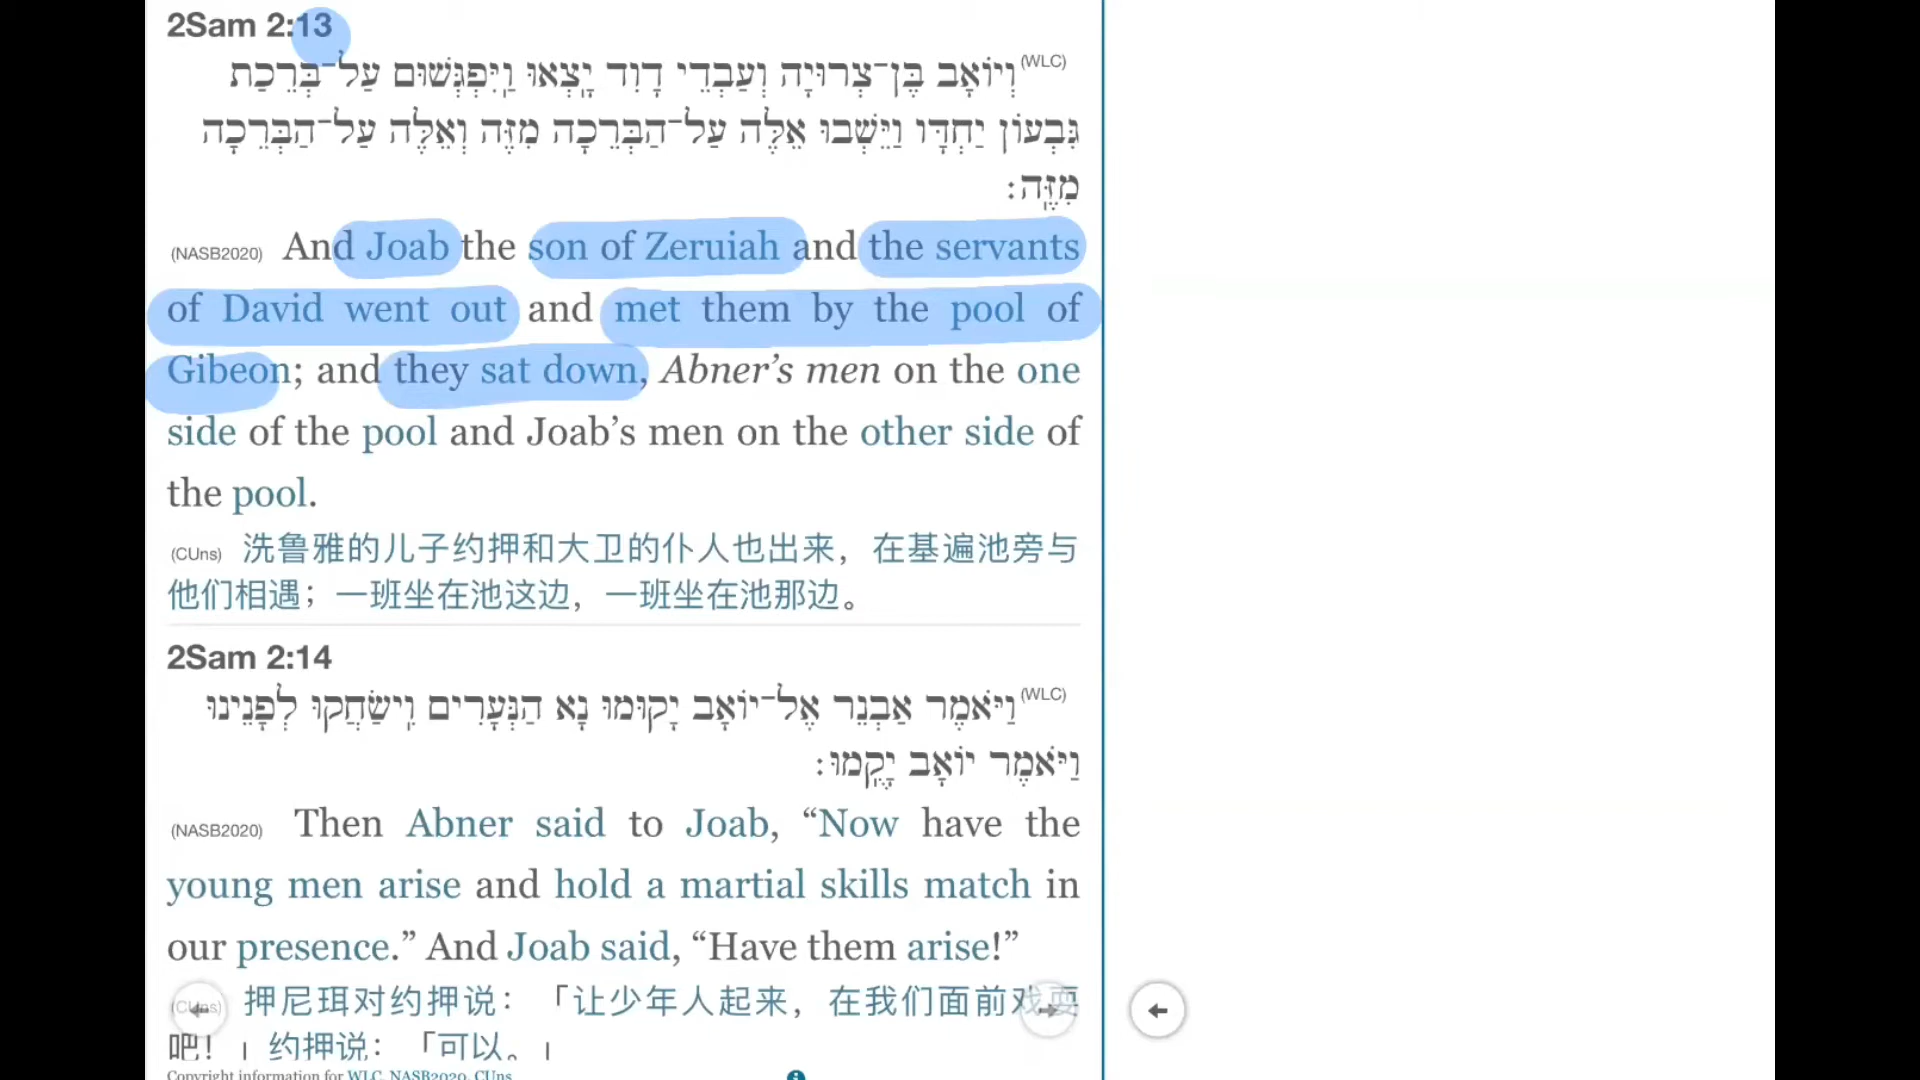 2Sam 2:13
(WLC) וְיוֹאָ֨ב בֶּן־צְרוּיָ֜ה וְעַבְדֵ֤י דָוִד֙ יָֽצְא֔וּ וַֽיִּפְגְּשׁ֛וּם עַל־בְּרֵכַ֥ת
גִּבְע֖וֹן יַחְדָּ֑ו וַיֵּ֨שְׁב֜וּ אֵ֤לֶּה עַל־הַבְּרֵכָה֙ מִזֶּ֔ה וְאֵ֥לֶּה עַל־הַבְּרֵכָ֖ה
מִזֶּֽה׃
(NASB2020) And Joab the son of Zeruiah and the servants
of David went out and met them by the pool of
Gibeon; and they sat down, Abner’s men on the one
side of the pool and Joab’s men on the other side of
the pool.
(CUns) 洗鲁雅的儿子约押和大卫的仆人也出来，在基遍池旁与
他们相遇；一班坐在池这边，一班坐在池那边。
2Sam 2:14
(WLC) וַיֹּ֤אמֶר אַבְנֵר֙ אֶל־יוֹאָ֔ב יָק֤וּמוּ נָא֙ הַנְּעָרִ֔ים וִֽישַׂחֲק֖וּ לְפָנֵ֑ינוּ
וַיֹּ֥אמֶר יוֹאָ֖ב יָקֻֽמוּ׃
(NASB2020) Then Abner said to Joab, “Now have the
young men arise and hold a martial skills match in
our presence.” And Joab said, “Have them arise!”
(CUns) 押尼珥对约押说：「让少年人起来，在我们面前戏耍
吧！」约押说：「可以。」
Copyright information for WLC, NASB2020, CUns